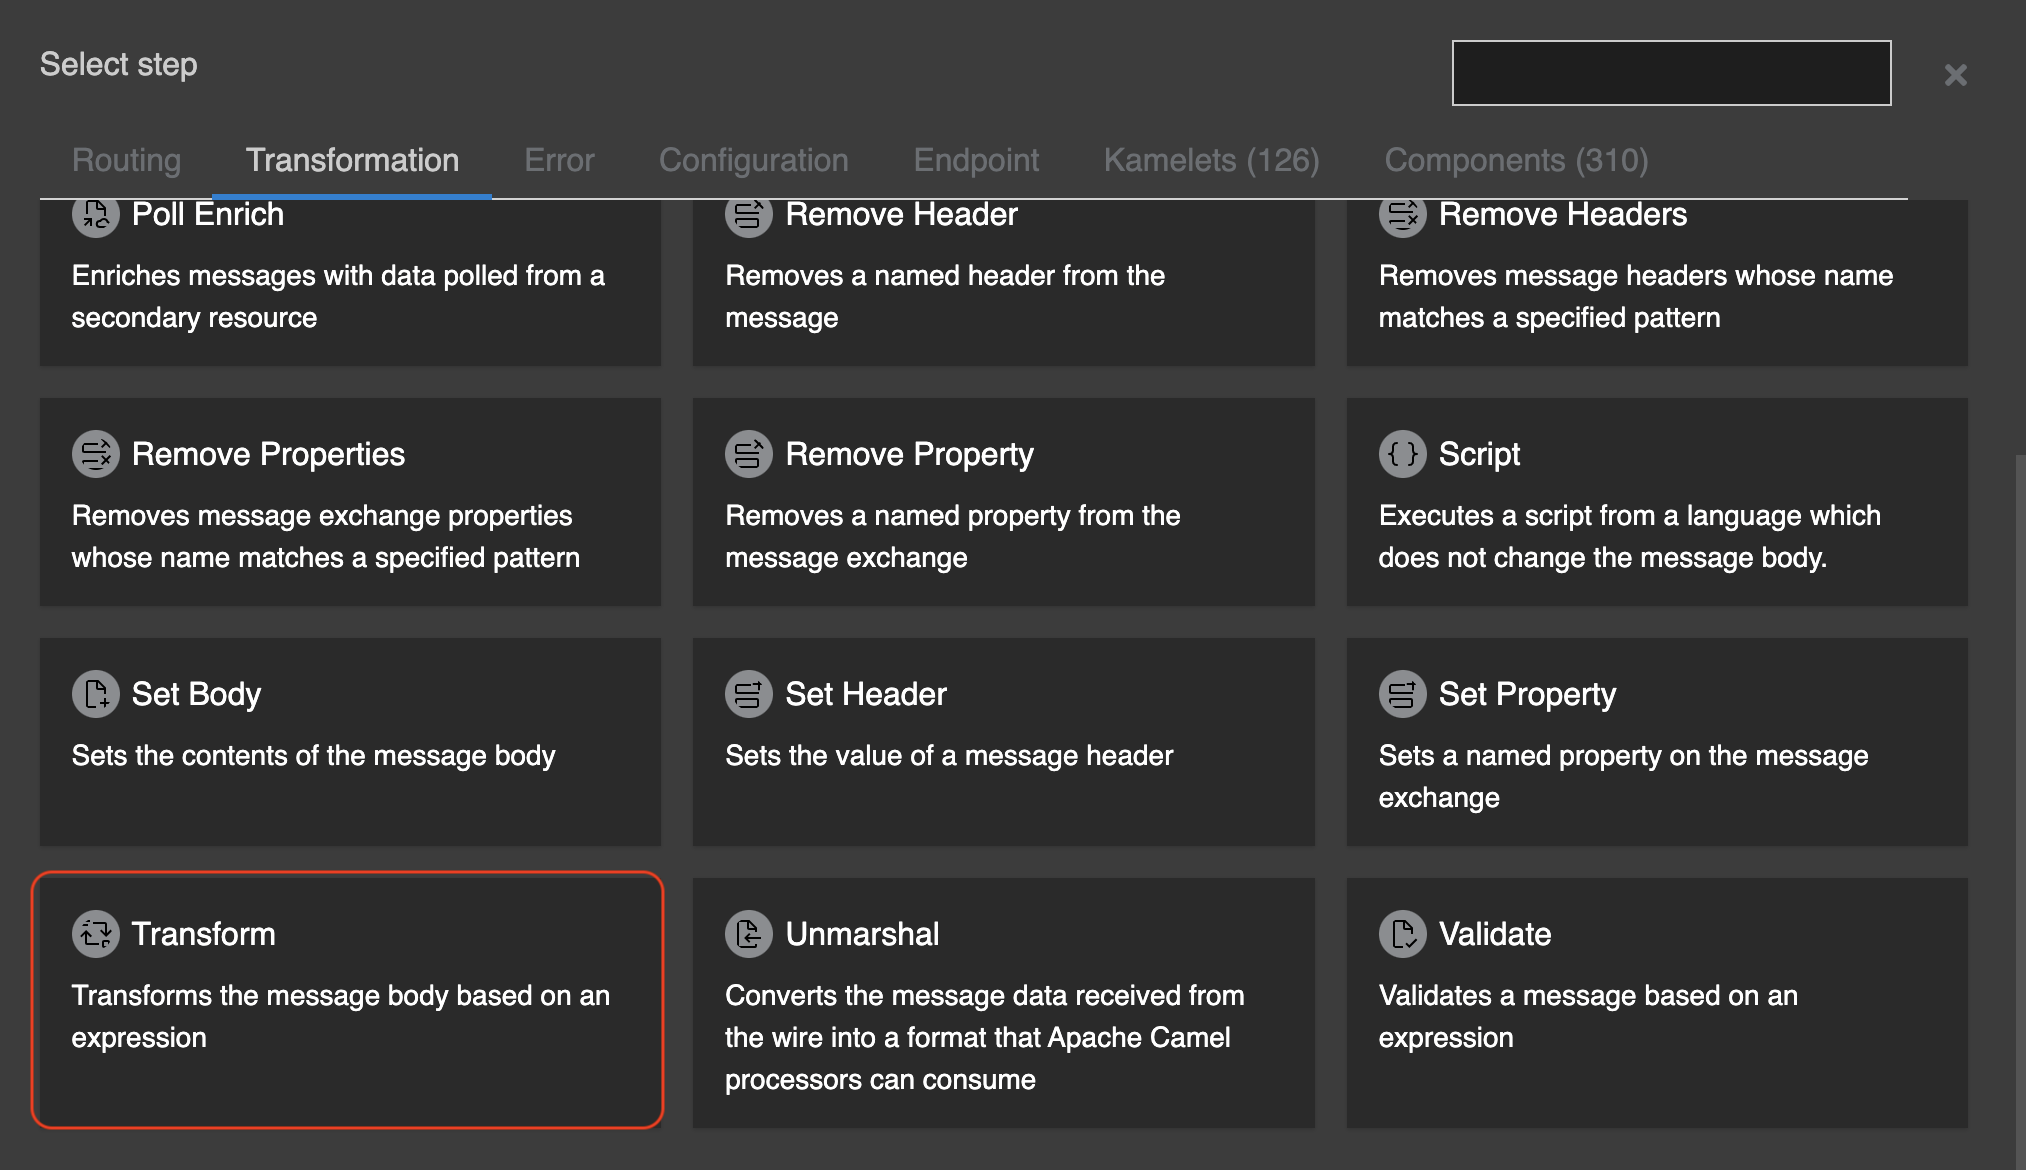 Select step
Routing
Transformation
Error
Configuration
Endpoint
Kamelets (126)
Components (310)
Poll Enrich
Enriches messages with data polled from a
secondary resource
Remove Header
Removes a named header from the
message
Remove Headers
Removes message headers whose name
matches a specified pattern
Remove Properties
Removes message exchange properties
whose name matches a specified pattern
Remove Property
Removes a named property from the
message exchange
Script
Executes a script from a language which
does not change the message body.
Set Body
Sets the contents of the message body
Set Header
Sets the value of a message header
Set Property
Sets a named property on the message
exchange
Transform
Transforms the message body based on an
expression
Unmarshal
Converts the message data received from
the wire into a format that Apache Camel
processors can consume
Validate
Validates a message based on an
expression